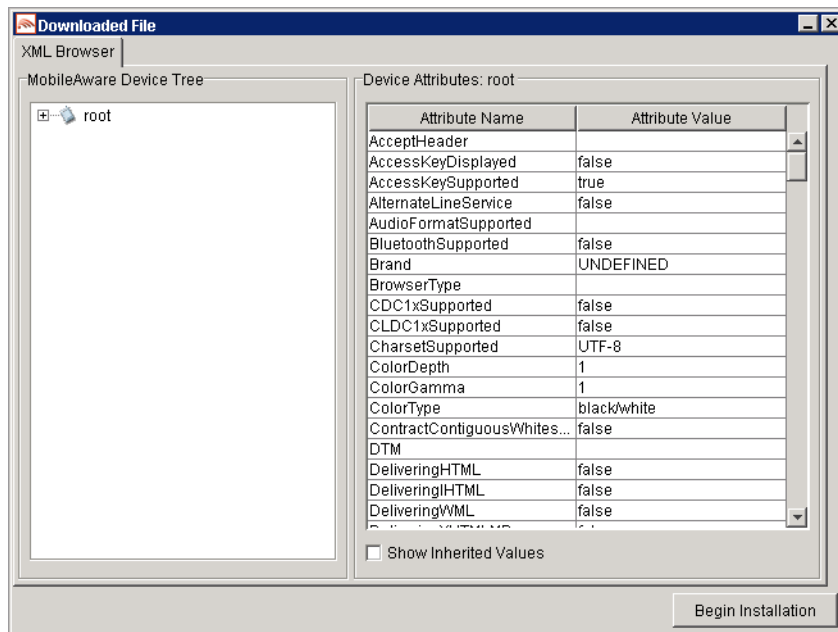 Downloaded File
XML Browser
MobileAware Device Tree
root
Device Attributes: root
Attribute Name Attribute Value
AcceptHeader
AccessKeyDisplayed false
AccessKeySupported true
AlternateLineService false
AudioFormatSupported
BluetoothSupported false
Brand UNDEFINED
BrowserType
CDC1xSupported false
CLDC1xSupported false
CharsetSupported UTF-8
ColorDepth 1
ColorGamma 1
ColorType black/white
ContractContiguousWhites... false
DTM
DeliveringHTML false
DeliveringIHTML false
DeliveringWML false
Show Inherited Values
Begin Installation